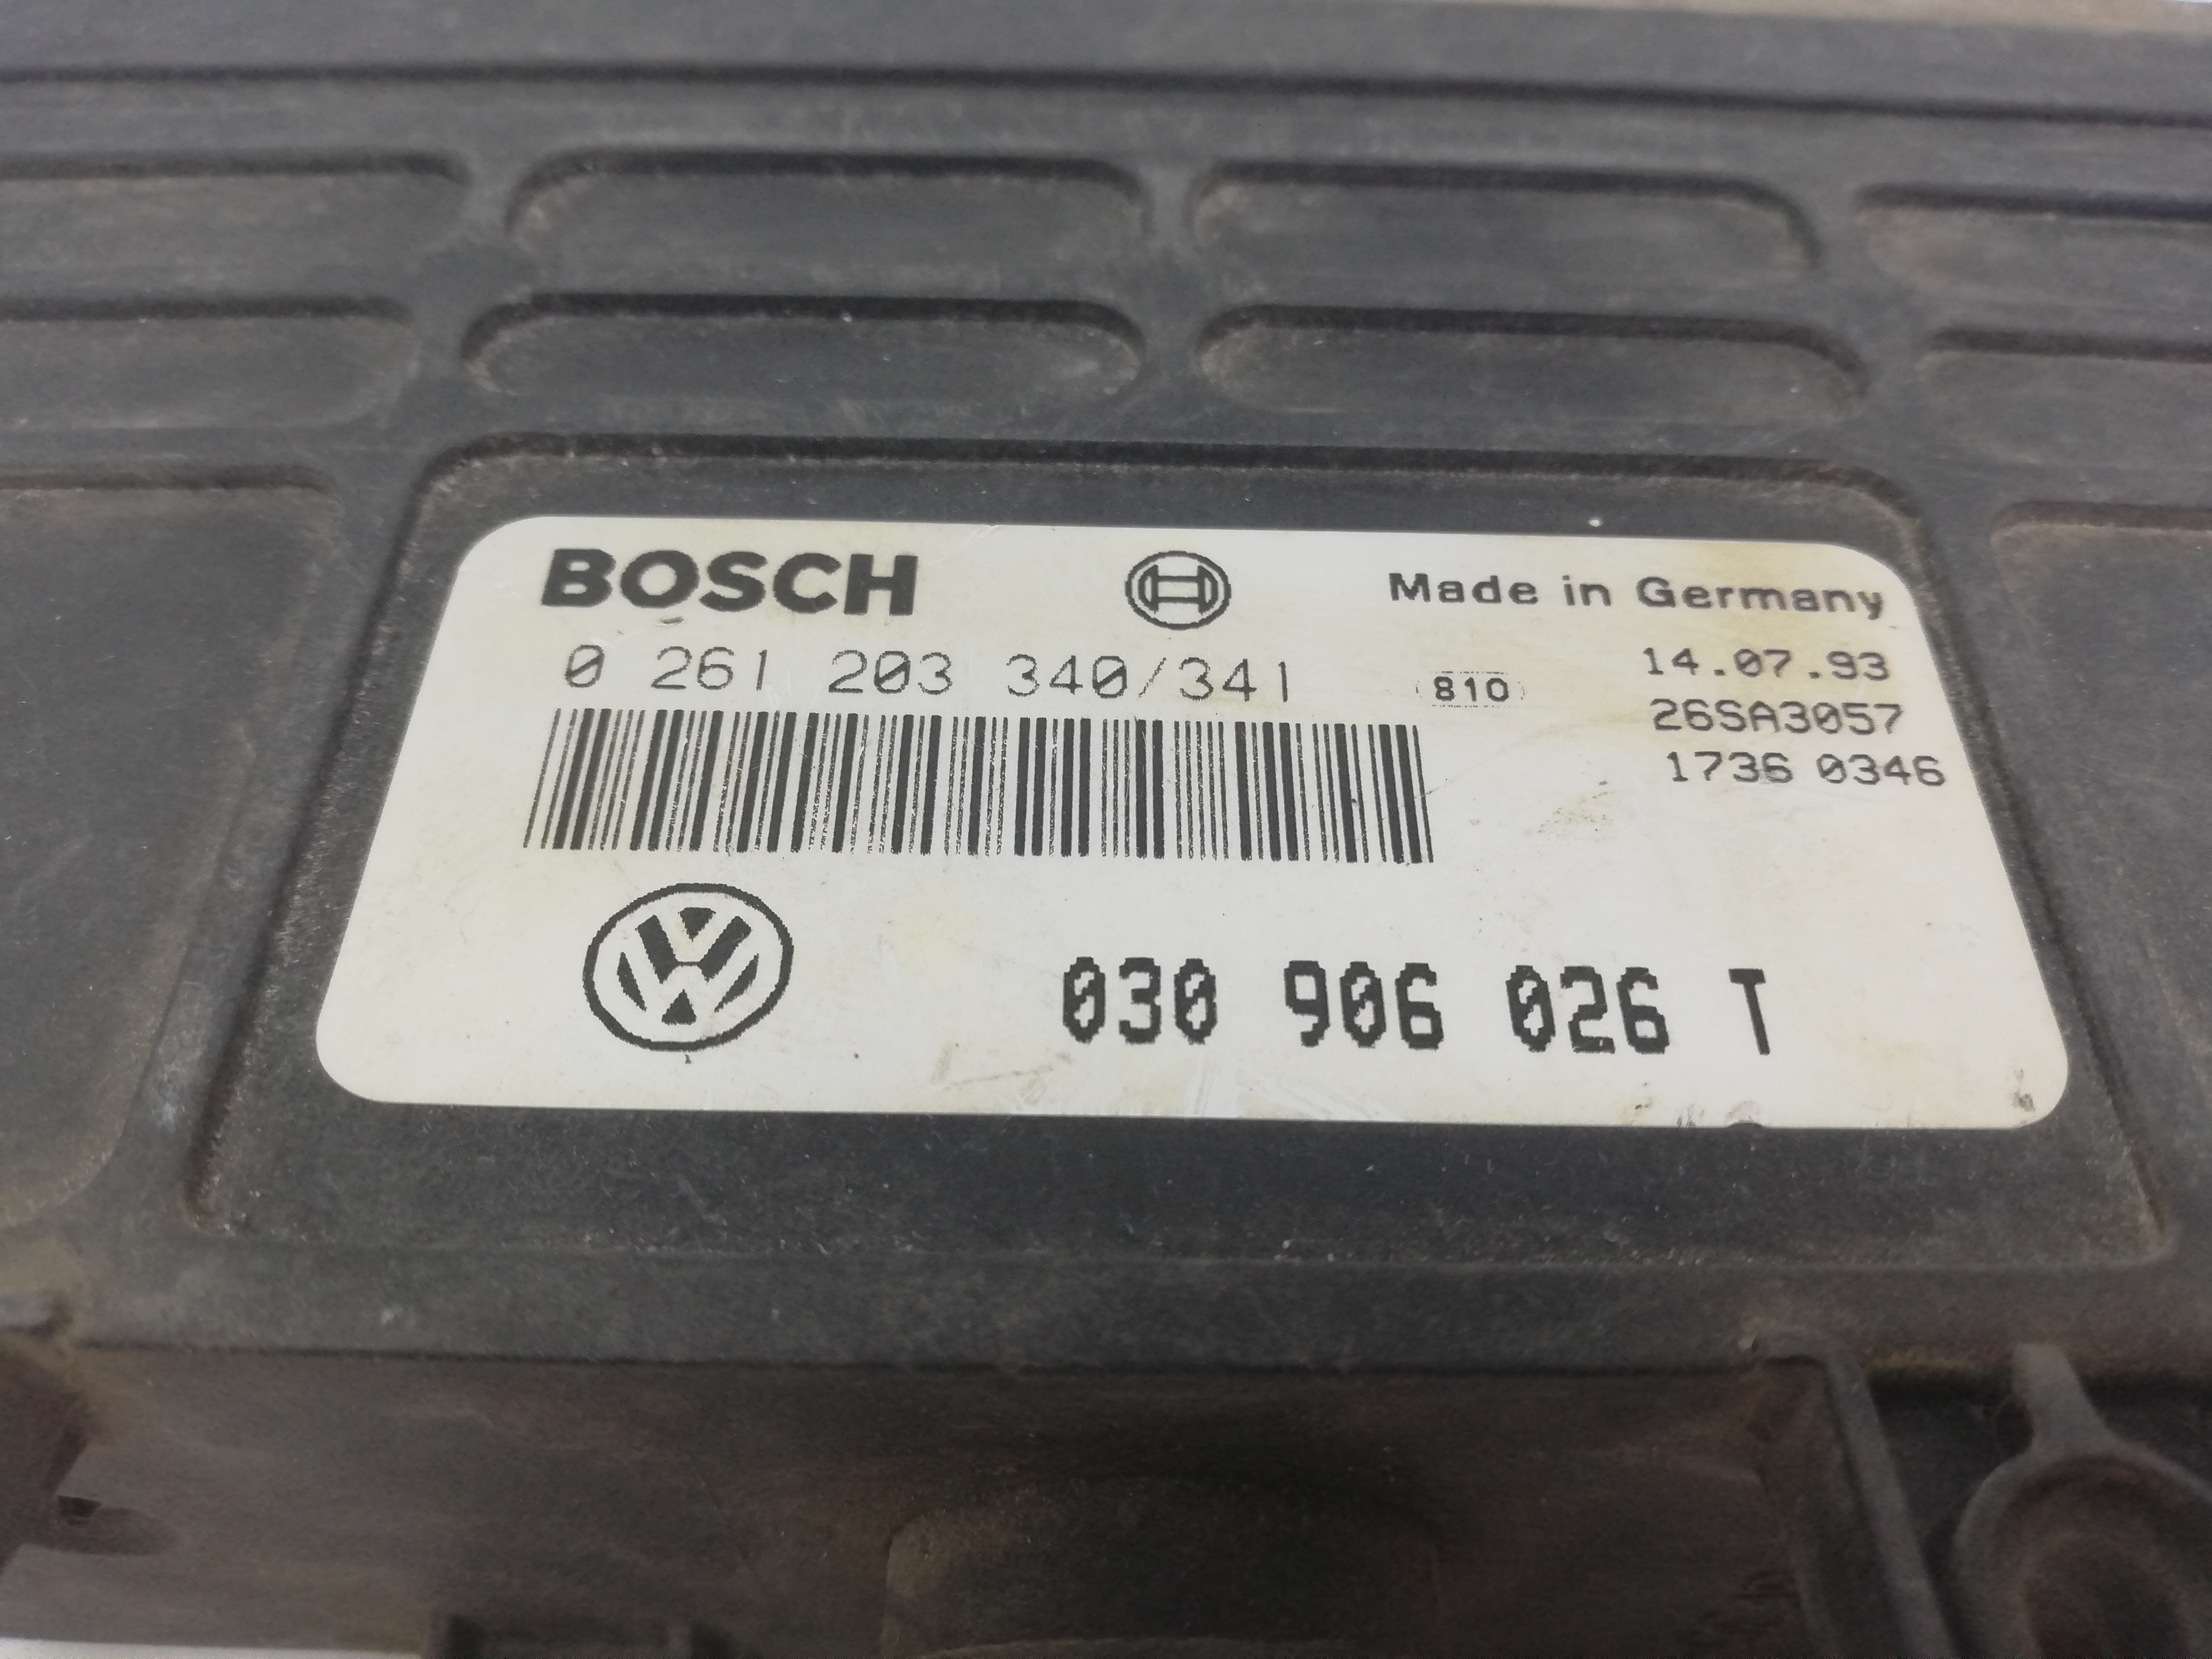 BOSCH
Made in Germany
0 261 203 340/341
810
14.07.93
26SA3057
1736 0346
030 906 026 T